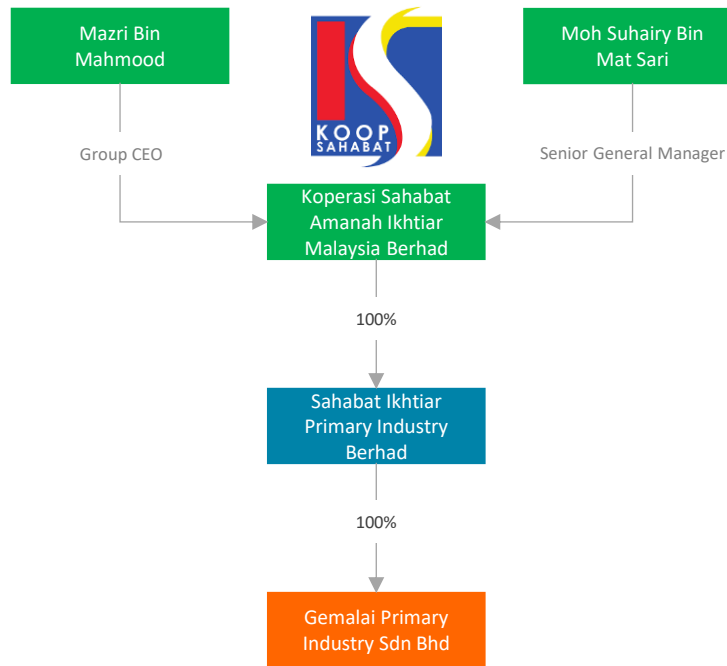 Mazri Bin
Mahmood
KOOP
SAHABAT
Moh Suhairy Bin
Mat Sari
Group CEO
Senior General Manager
Koperasi Sahabat
Amanah Ikhtiar
Malaysia Berhad
100%
Sahabat Ikhtiar
Primary Industry
Berhad
100%
Gemalai Primary
Industry Sdn Bhd